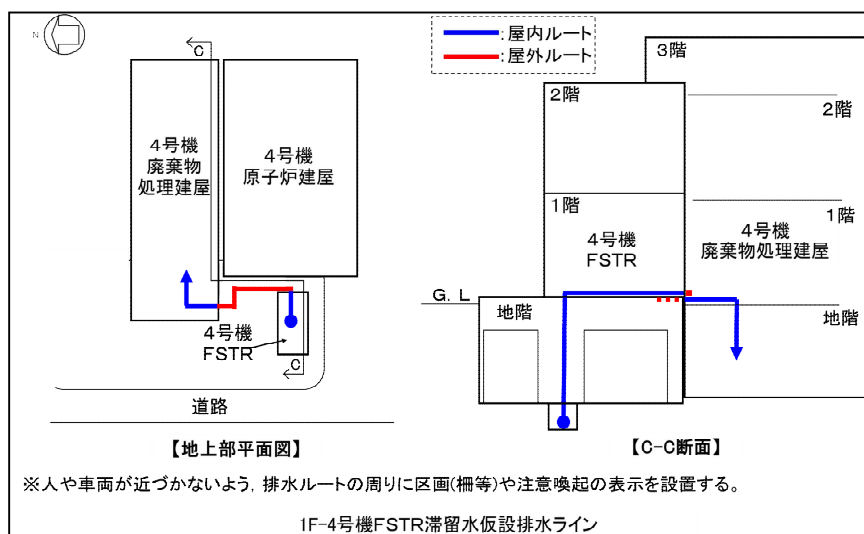 N
C
━:屋内ルート
━:屋外ルート
4号機
廃棄物
処理建屋
4号機
原子炉建屋
4号機
FSTR
C
道路
【地上部平面図】
3階
2階
2階
1階
1階
4号機
FSTR
4号機
廃棄物処理建屋
G.L
地階
地階
【C-C断面】
※人や車両が近づかないよう，排水ルートの周りに区画(柵等)や注意喚起の表示を設置する。
1F-4号機FSTR滞留水仮設排水ライン